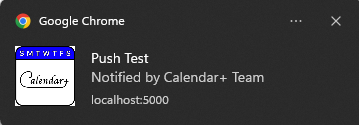 Google Chrome
S M T W T F S
Calendar+
Push Test
Notified by Calendar+ Team
localhost:5000